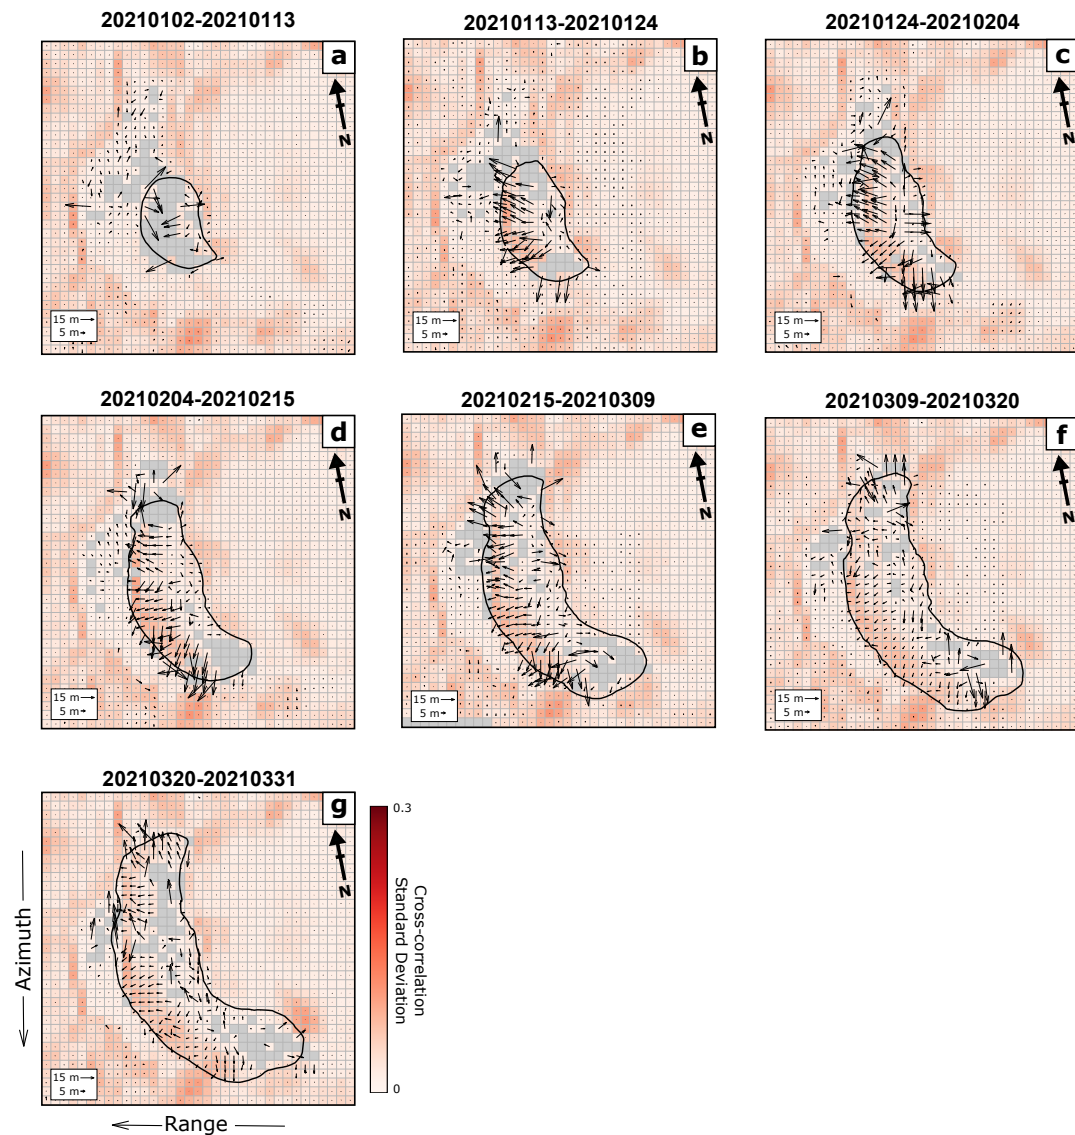 20210102-20210113
a
N
15 m
5 m
20210113-20210124
b
N
15 m
5 m
20210124-20210204
c
N
15 m
5 m
20210204-20210215
d
N
15 m
5 m
20210215-20210309
e
N
15 m
5 m
20210309-20210320
f
N
15 m
5 m
20210320-20210331
g
N
15 m
5 m
Azimuth
Range
0.3
Cross-correlation
Standard Deviation
0